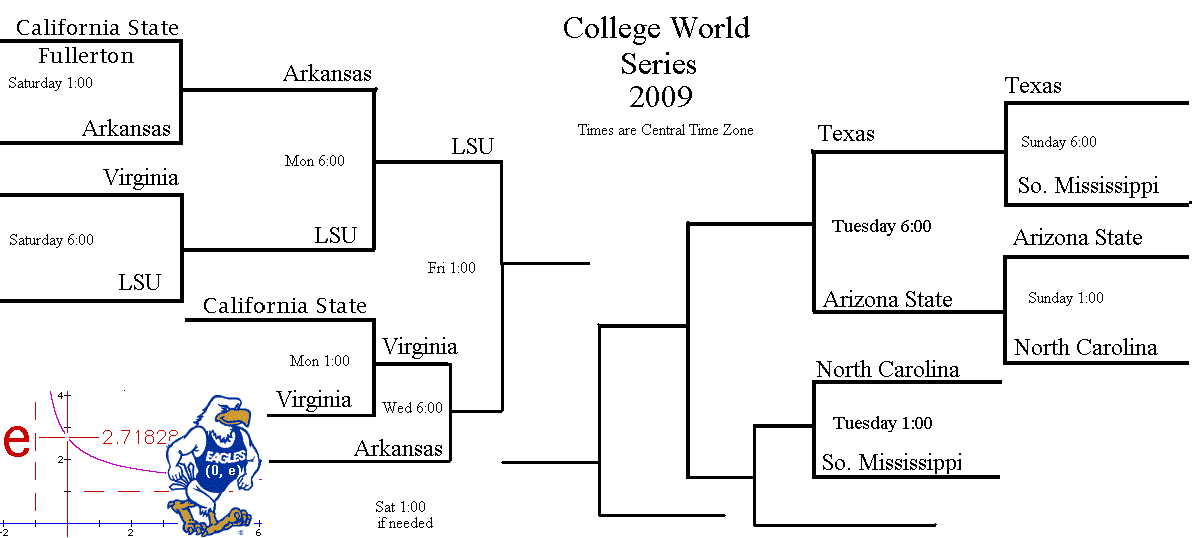 California State
Fullerton
Saturday 1:00
Arkansas
Virginia
Saturday 6:00
LSU
Arkansas
Mon 6:00
LSU
LSU
Fri 1:00
California State
Mon 1:00
Virginia
Virginia
Wed 6:00
Arkansas
Sat 1:00
if needed
College World
Series
2009
Times are Central Time Zone
Texas
Tuesday 6:00
Arizona State
Texas
Sunday 6:00
So. Mississippi
Arizona State
Sunday 1:00
North Carolina
North Carolina
Tuesday 1:00
So. Mississippi
4
e
2.71828
2
EAGLES
(0, e)
-2
2
6